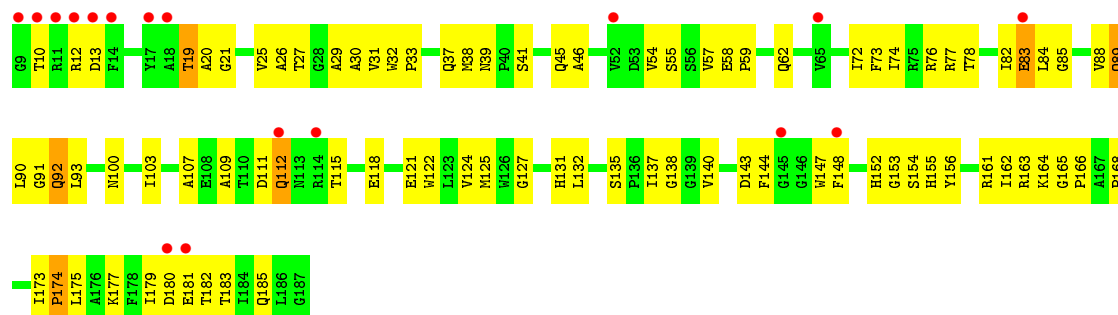 G9 T10 R11 R12 D13 F14 Y17 A18 T19 A20 G21 V25 A26 T27 G28 A29 A30 V31 W32 P33 Q37 M38 N39 P40 S41 Q45 A46 V52 D53 V54 S55 S56 V57 E58 P59 Q62 V65 I72 F73 I74 R75 R76 R77 T78 I82 E83 L84 G85 V88 Q89
L90 G91 Q92 L93 N100 I103 A107 E108 A109 T110 D111 Q112 N113 R114 T115 E118 E121 W122 L123 V124 M125 W126 G127 H131 L132 S135 P136 I137 G138 G139 V140 D143 F144 G145 G146 W147 F148 H152 G153 S154 H155 Y156 R161 I162 R163 K164 G165 P166 A167 P168
I173 P174 L175 A176 K177 F178 I179 D180 E181 T182 T183 I184 Q185 L186 G187